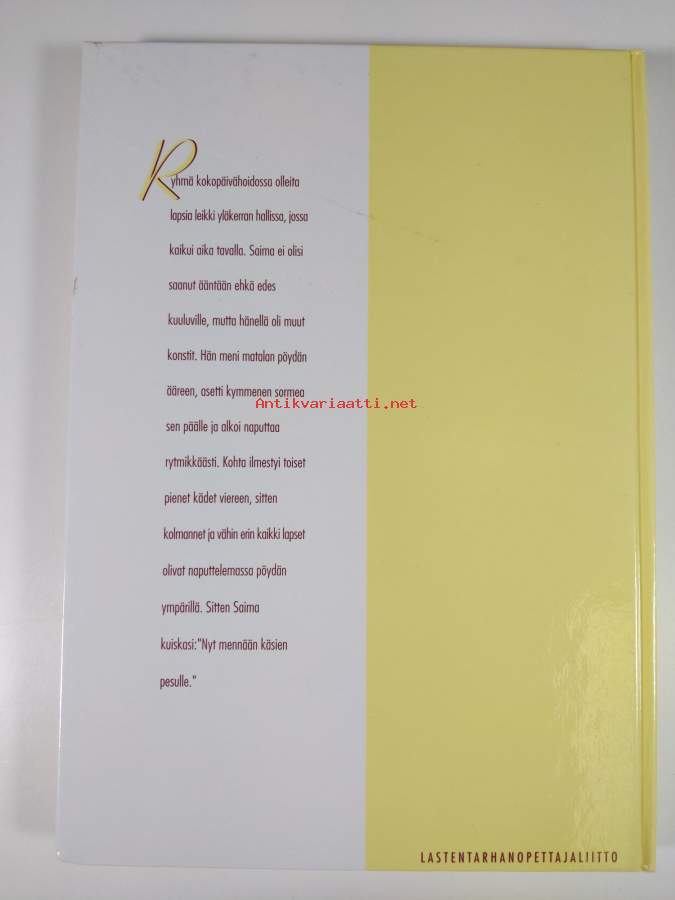 Ryhmä kokopäivähoidossa olleita
lapsia leikki yläkerran hallissa, jossa
kaikui aika tavalla. Saima ei olisi
saanut ääntään ehkä edes
kuuluville, mutta hänellä oli muut
konstit. Hän meni matalan pöydän
ääreen, asetti kymmenen sormea
Antikvariaatti.net
sen päälle ja alkoi naputtaa
rytmikkäästi. Kohta ilmestyi toiset
pienet kädet viereen, sitten
kolmannet ja vähin erin kaikki lapset
olivat naputtelemassa pöydän
ympärillä. Sitten Saima
kuiskasi:"Nyt mennään käsien
pesulle."
LASTENTARHANOPETTAJALIITTO